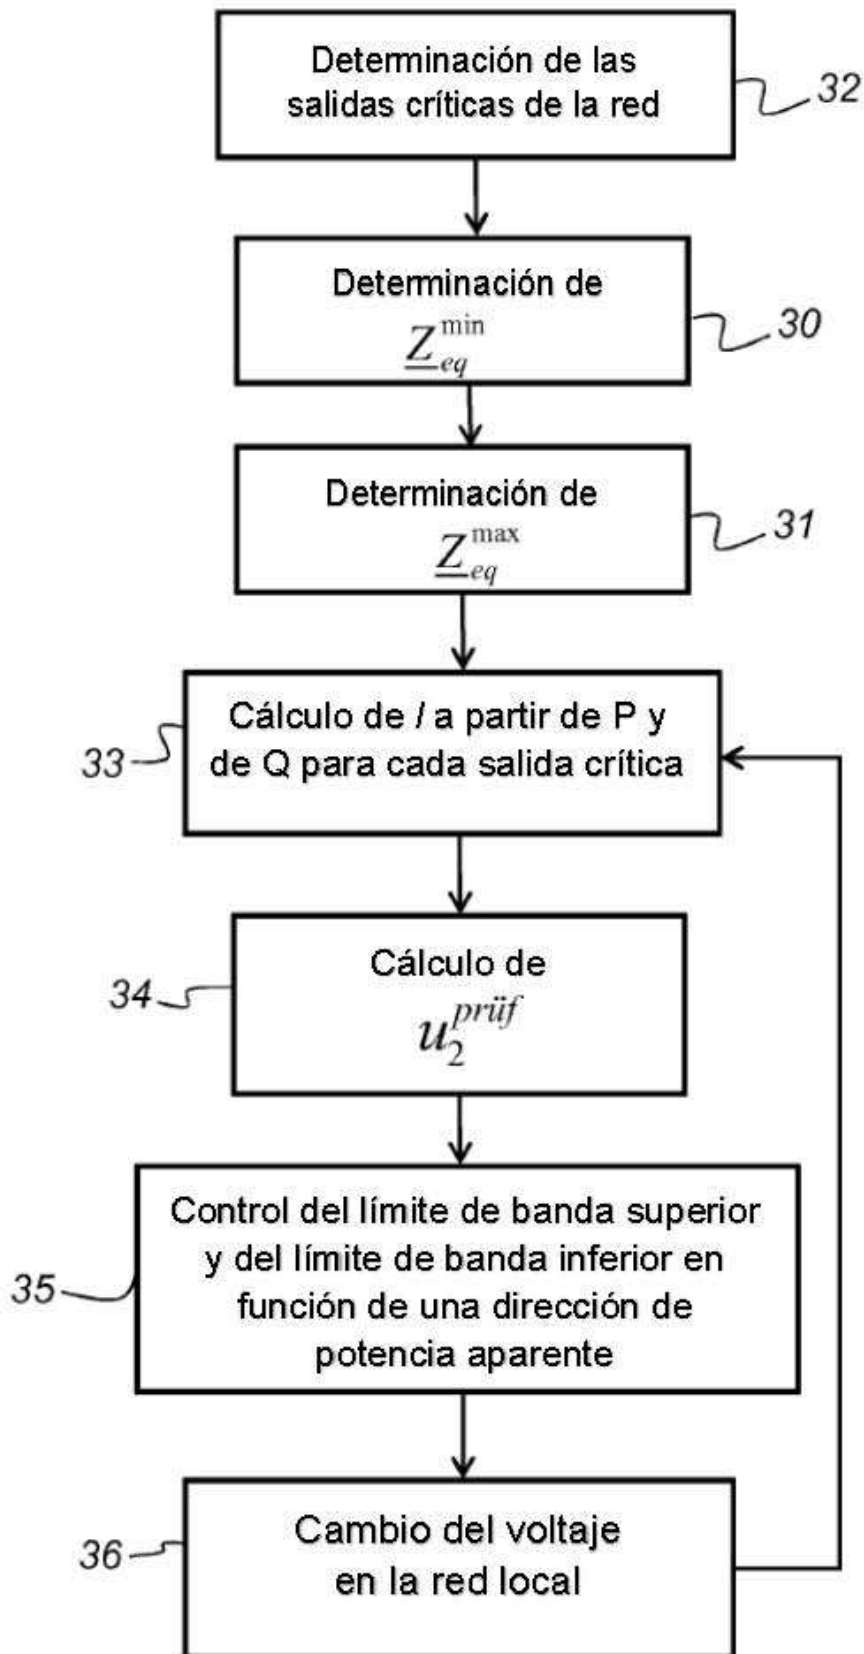 Determinación de las
salidas críticas de la red
32
Determinación de
Z_eq^min
30
Determinación de
Z_eq^max
31
Cálculo de I a partir de P y
de Q para cada salida crítica
33
Cálculo de
u_2^prüf
34
Control del límite de banda superior
y del límite de banda inferior en
función de una dirección de
potencia aparente
35
Cambio del voltaje
en la red local
36